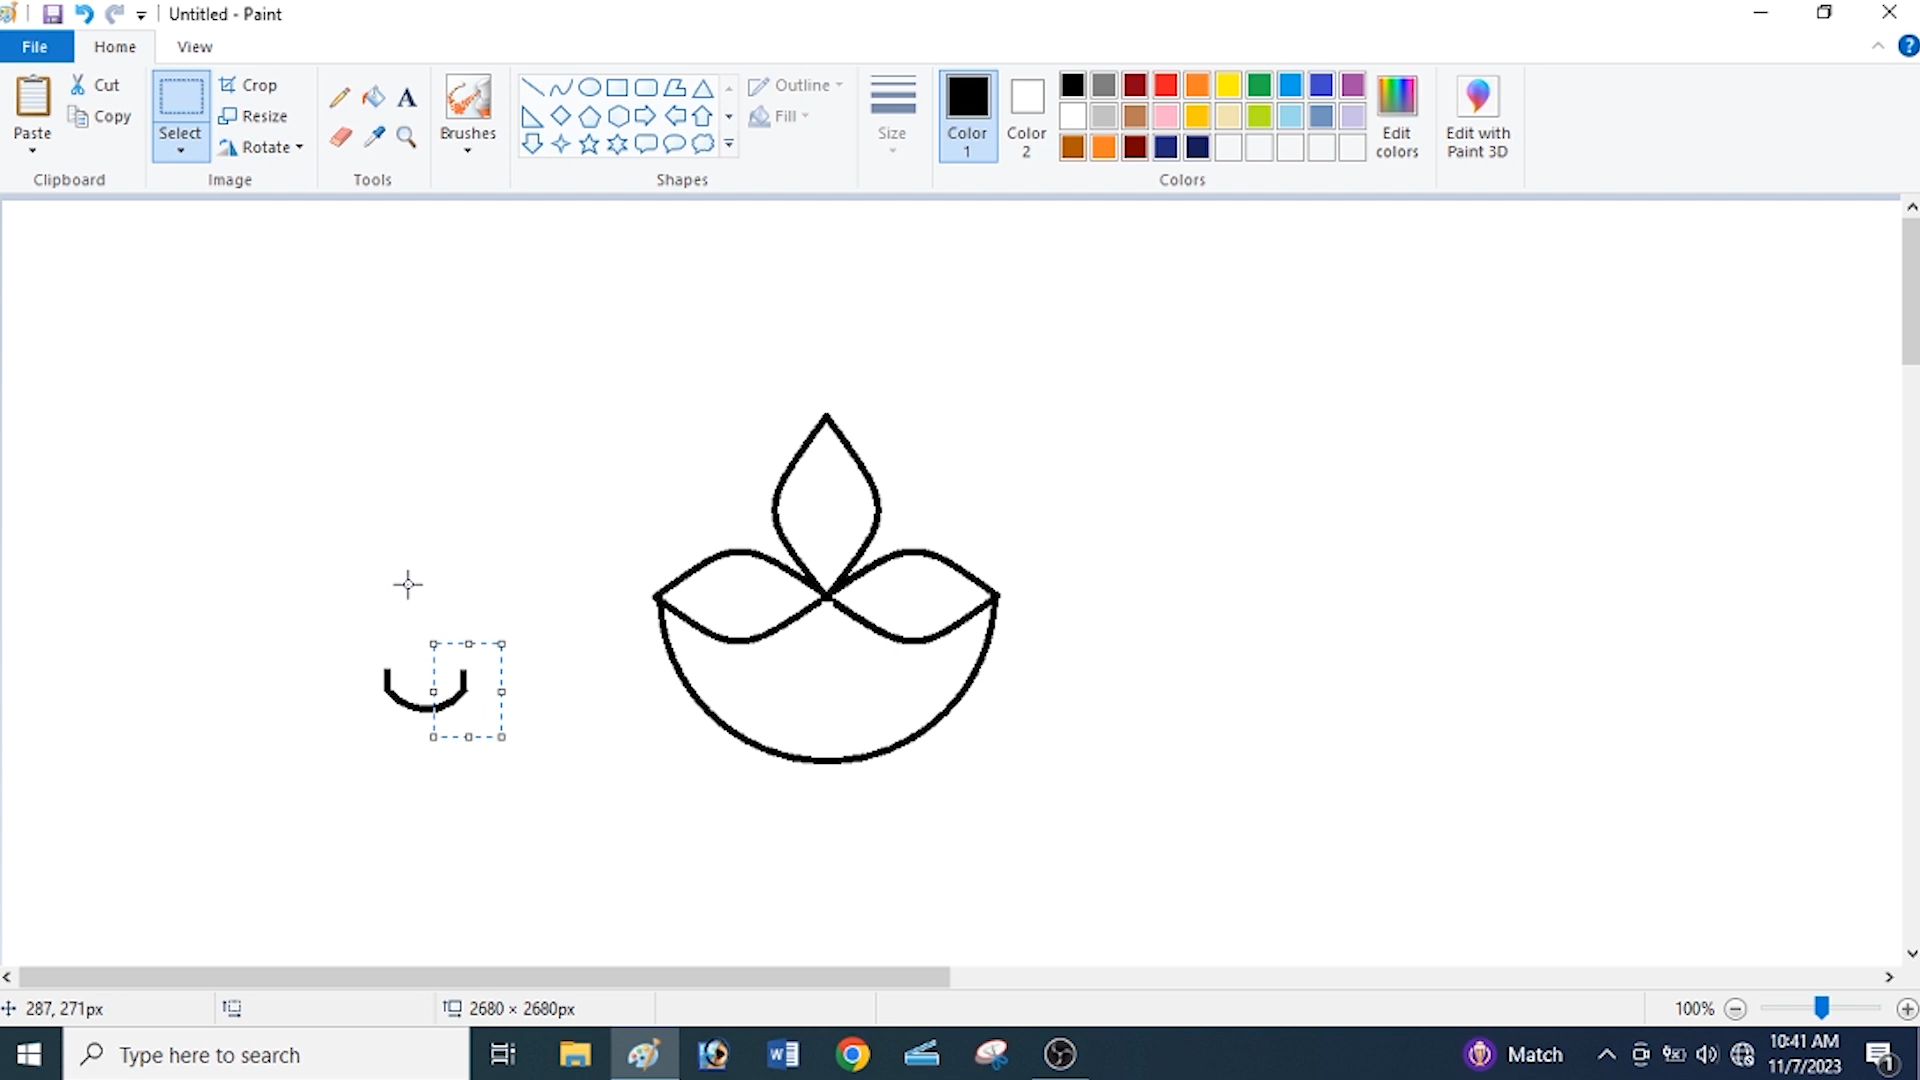 Untitled - Paint
File Home View
Paste
Cut
Copy
Clipboard
Select
Crop
Resize
Rotate
Image
A
Tools
Brushes
Outline
Fill
Shapes
Size
Color 1
Color 2
Edit colors
Colors
Edit with Paint 3D
?
287, 271px
2680 × 2680px
100%
Type here to search
W
Match
10:41 AM
11/7/2023
1